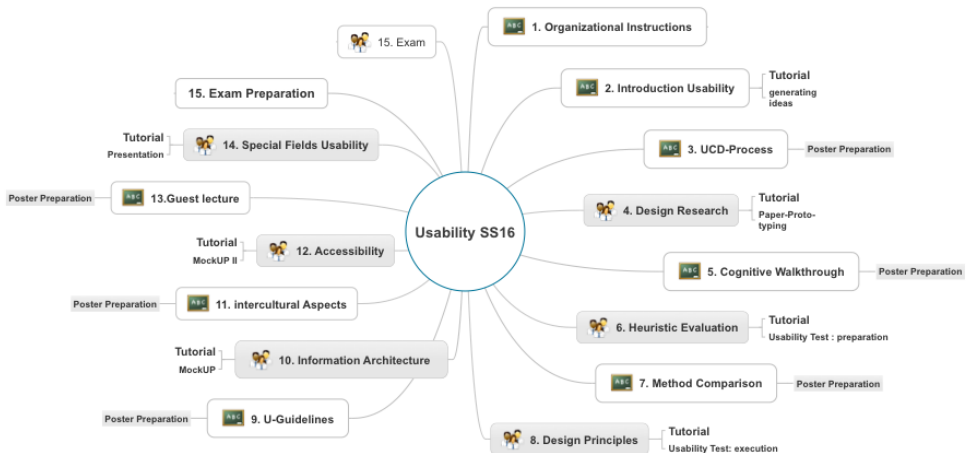 Usability SS16
1. Organizational Instructions
2. Introduction Usability
Tutorial
generating
ideas
3. UCD-Process
Poster Preparation
4. Design Research
Tutorial
Paper-Proto-
typing
5. Cognitive Walkthrough
Poster Preparation
6. Heuristic Evaluation
Tutorial
Usability Test : preparation
7. Method Comparison
Poster Preparation
8. Design Principles
Tutorial
Usability Test: execution
9. U-Guidelines
Poster Preparation
10. Information Architecture
Tutorial
MockUP
11. intercultural Aspects
Poster Preparation
12. Accessibility
Tutorial
MockUP II
13.Guest lecture
Poster Preparation
14. Special Fields Usability
Tutorial
Presentation
15. Exam Preparation
15. Exam